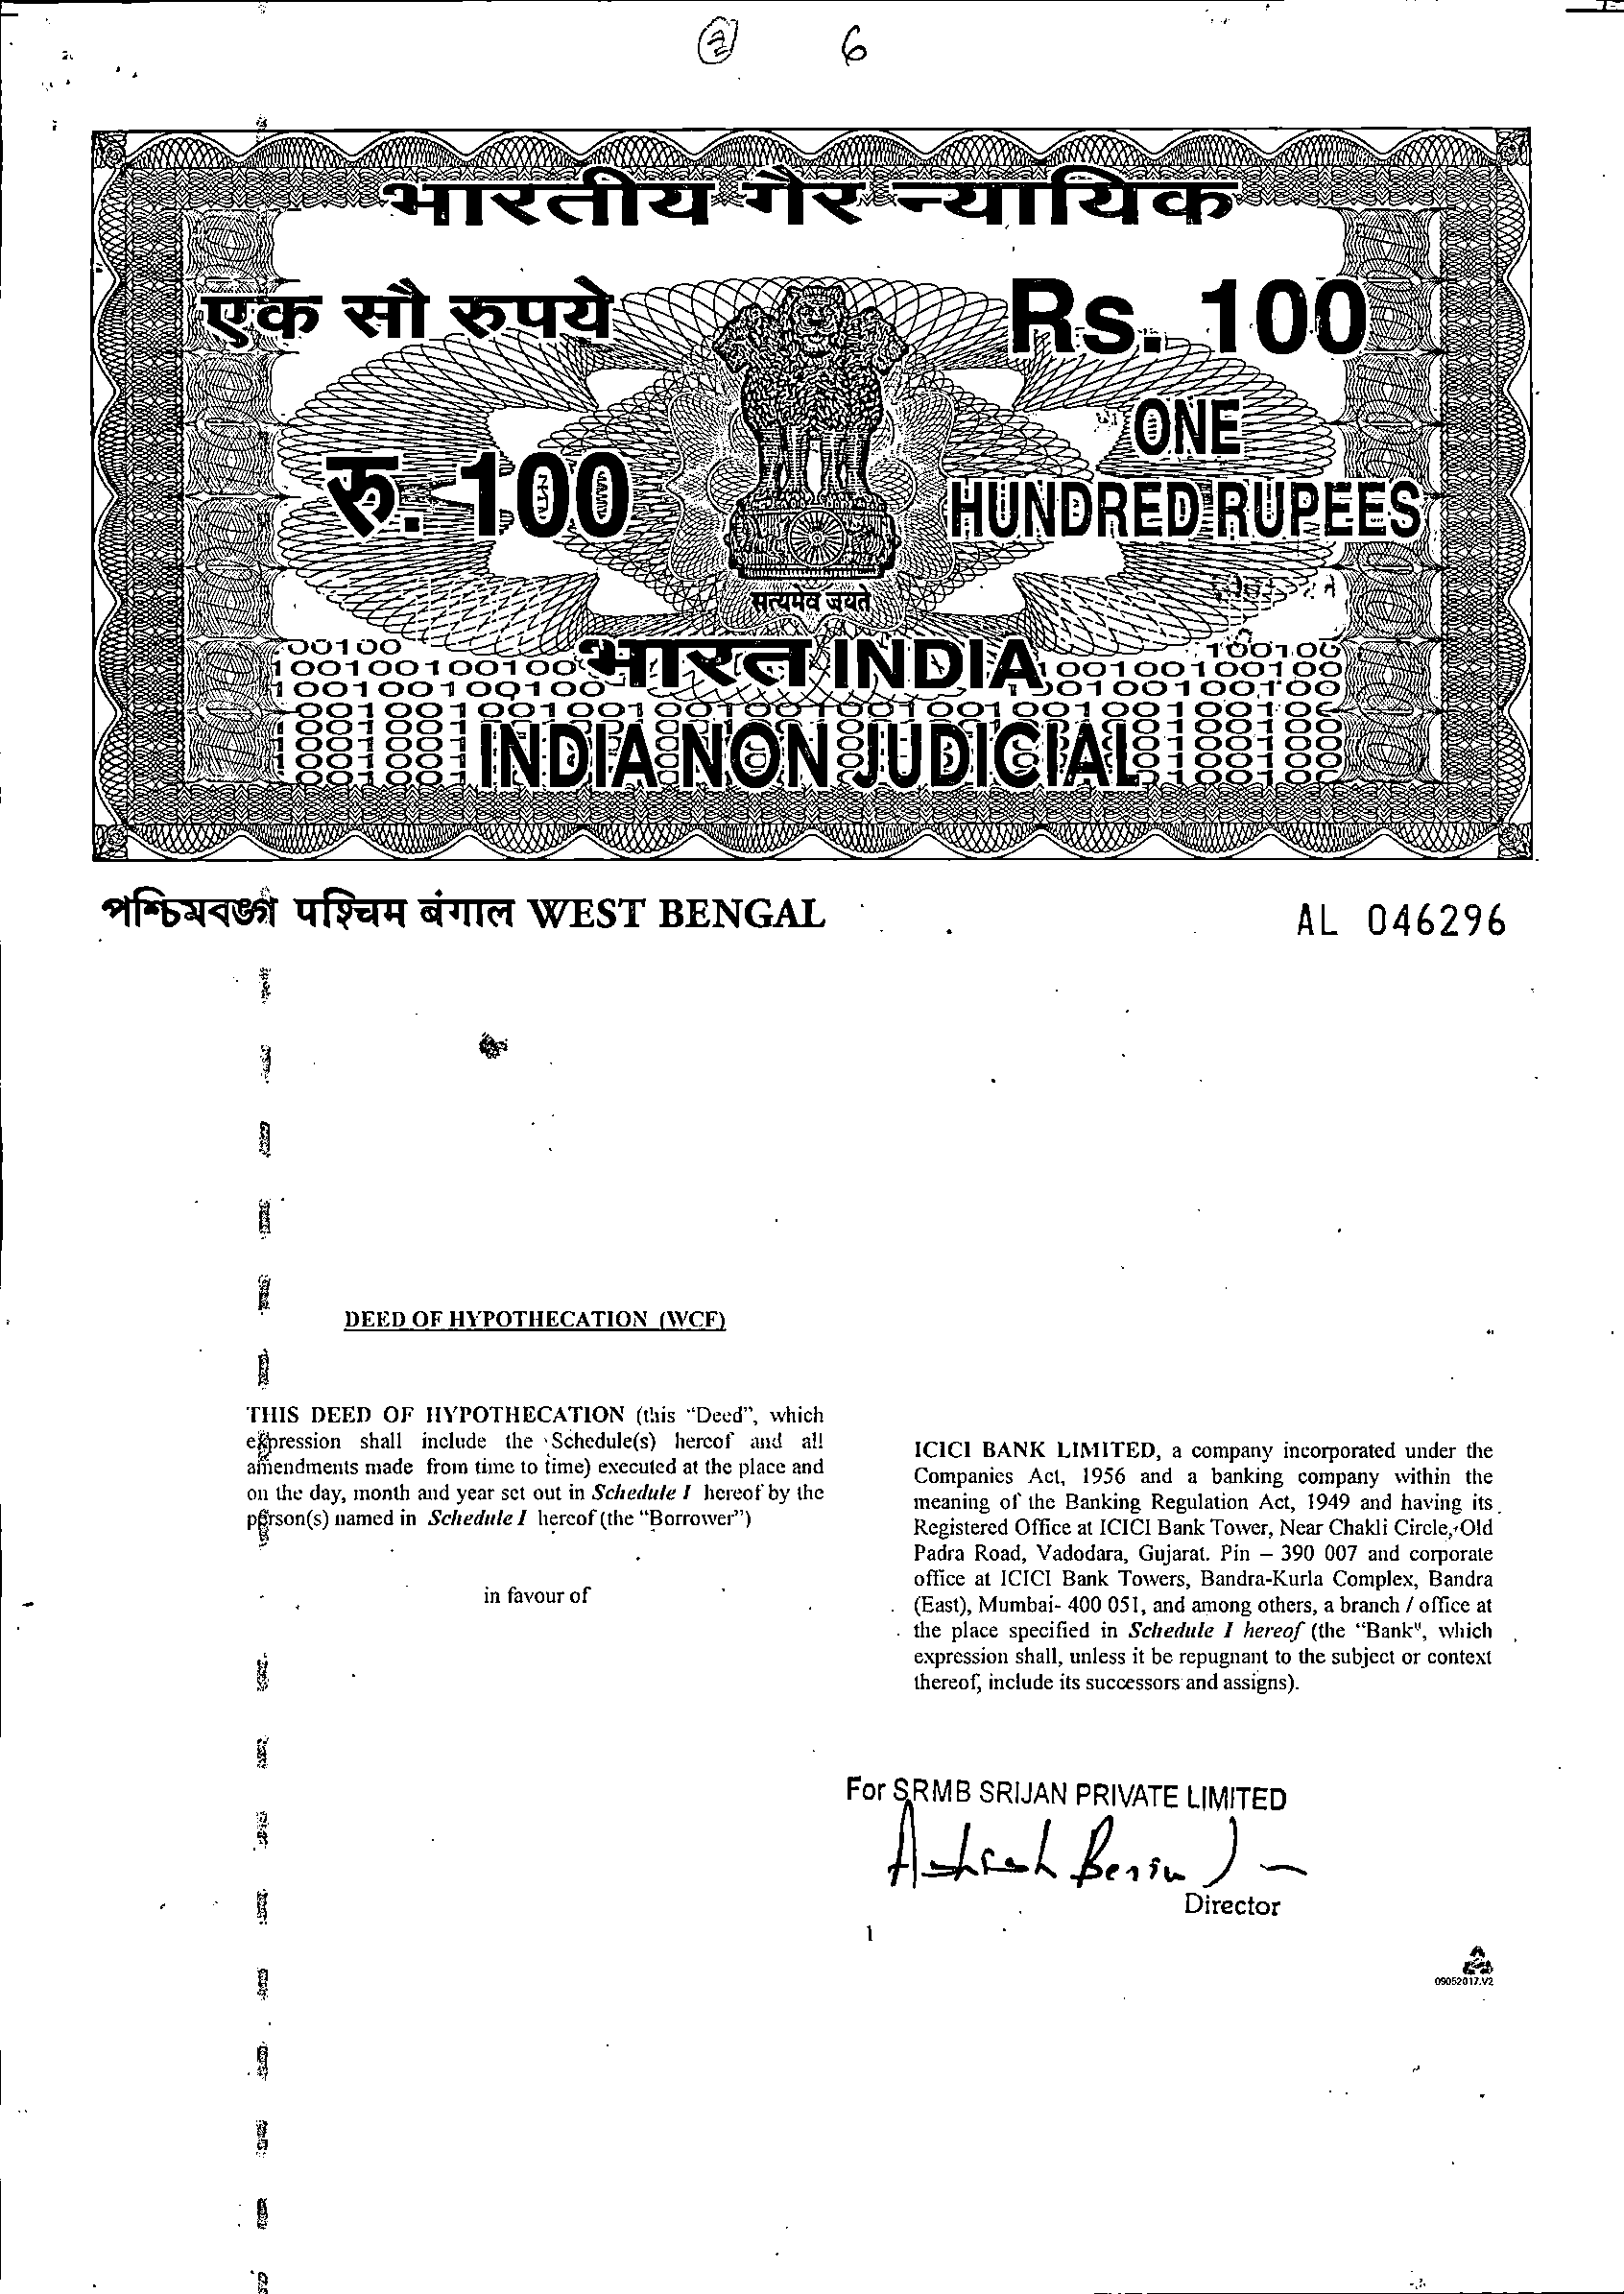 2 6
भारतीय गैर न्यायिक
एक सौ रुपये
Rs. 100
रु. 100
ONE
HUNDRED RUPEES
सत्यमेव जयते
भारत INDIA
INDIA NON JUDICIAL
পশ্চিমবঙ্গ पश्चिम बंगाल WEST BENGAL
AL 046296
DEED OF HYPOTHECATION (WCF)
THIS DEED OF HYPOTHECATION (this “Deed”, which
expression shall include the Schedule(s) hereof and all
amendments made from time to time) executed at the place and
on the day, month and year set out in Schedule I hereof by the
person(s) named in Schedule I hereof (the “Borrower”)
in favour of
ICICI BANK LIMITED, a company incorporated under the
Companies Act, 1956 and a banking company within the
meaning of the Banking Regulation Act, 1949 and having its
Registered Office at ICICI Bank Tower, Near Chakli Circle, Old
Padra Road, Vadodara, Gujarat. Pin – 390 007 and corporate
office at ICICI Bank Towers, Bandra-Kurla Complex, Bandra
(East), Mumbai- 400 051, and among others, a branch / office at
the place specified in Schedule I hereof (the “Bank", which
expression shall, unless it be repugnant to the subject or context
thereof, include its successors and assigns).
For SRMB SRIJAN PRIVATE LIMITED
Director
1
09052017.V2